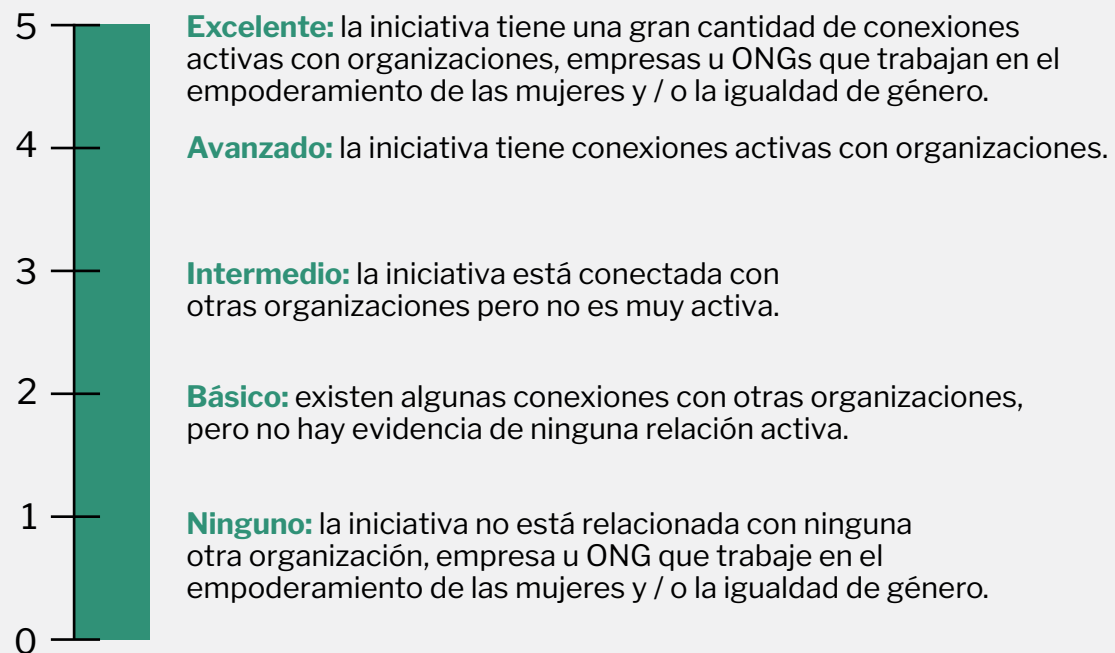 5
Excelente: la iniciativa tiene una gran cantidad de conexiones
activas con organizaciones, empresas u ONGs que trabajan en el
empoderamiento de las mujeres y / o la igualdad de género.
4
Avanzado: la iniciativa tiene conexiones activas con organizaciones.
3
Intermedio: la iniciativa está conectada con
otras organizaciones pero no es muy activa.
2
Básico: existen algunas conexiones con otras organizaciones,
pero no hay evidencia de ninguna relación activa.
1
Ninguno: la iniciativa no está relacionada con ninguna
otra organización, empresa u ONG que trabaje en el
empoderamiento de las mujeres y / o la igualdad de género.
0